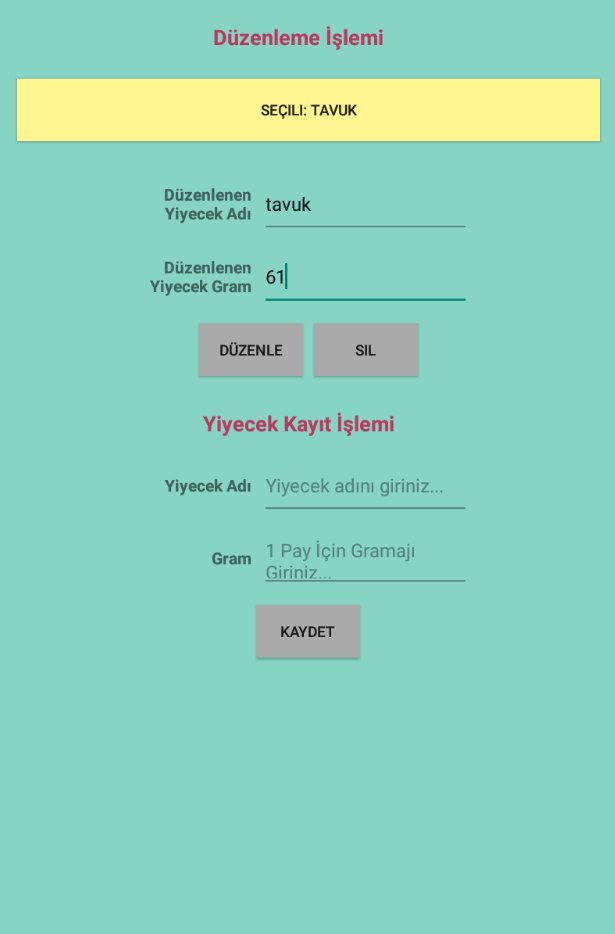 Düzenleme İşlemi
SEÇILI: TAVUK
Düzenlenen
Yiyecek Adı
tavuk
Düzenlenen
Yiyecek Gram
61
DÜZENLE
SIL
Yiyecek Kayıt İşlemi
Yiyecek Adı
Yiyecek adını giriniz...
Gram
1 Pay İçin Gramajı
Giriniz...
KAYDET